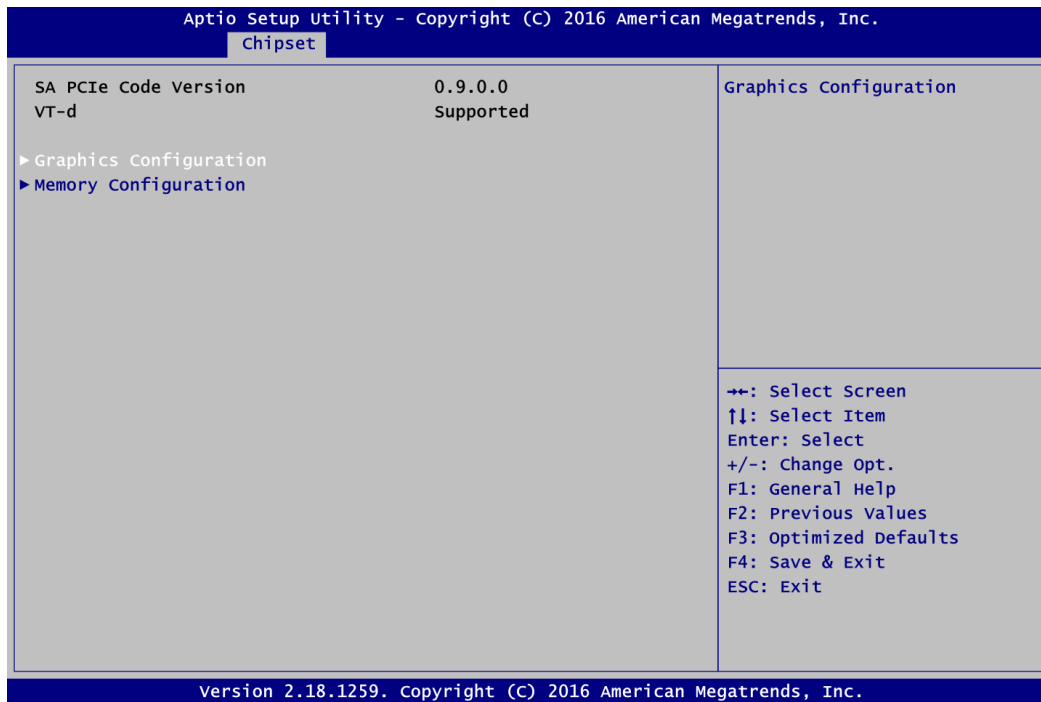 Aptio Setup Utility - Copyright (C) 2016 American Megatrends, Inc.
Chipset
SA PCIe Code Version 0.9.0.0
VT-d Supported
►Graphics Configuration
►Memory Configuration
Graphics Configuration
→←: Select Screen
↑↓: Select Item
Enter: Select
+/-: Change Opt.
F1: General Help
F2: Previous Values
F3: Optimized Defaults
F4: Save & Exit
ESC: Exit
Version 2.18.1259. Copyright (C) 2016 American Megatrends, Inc.